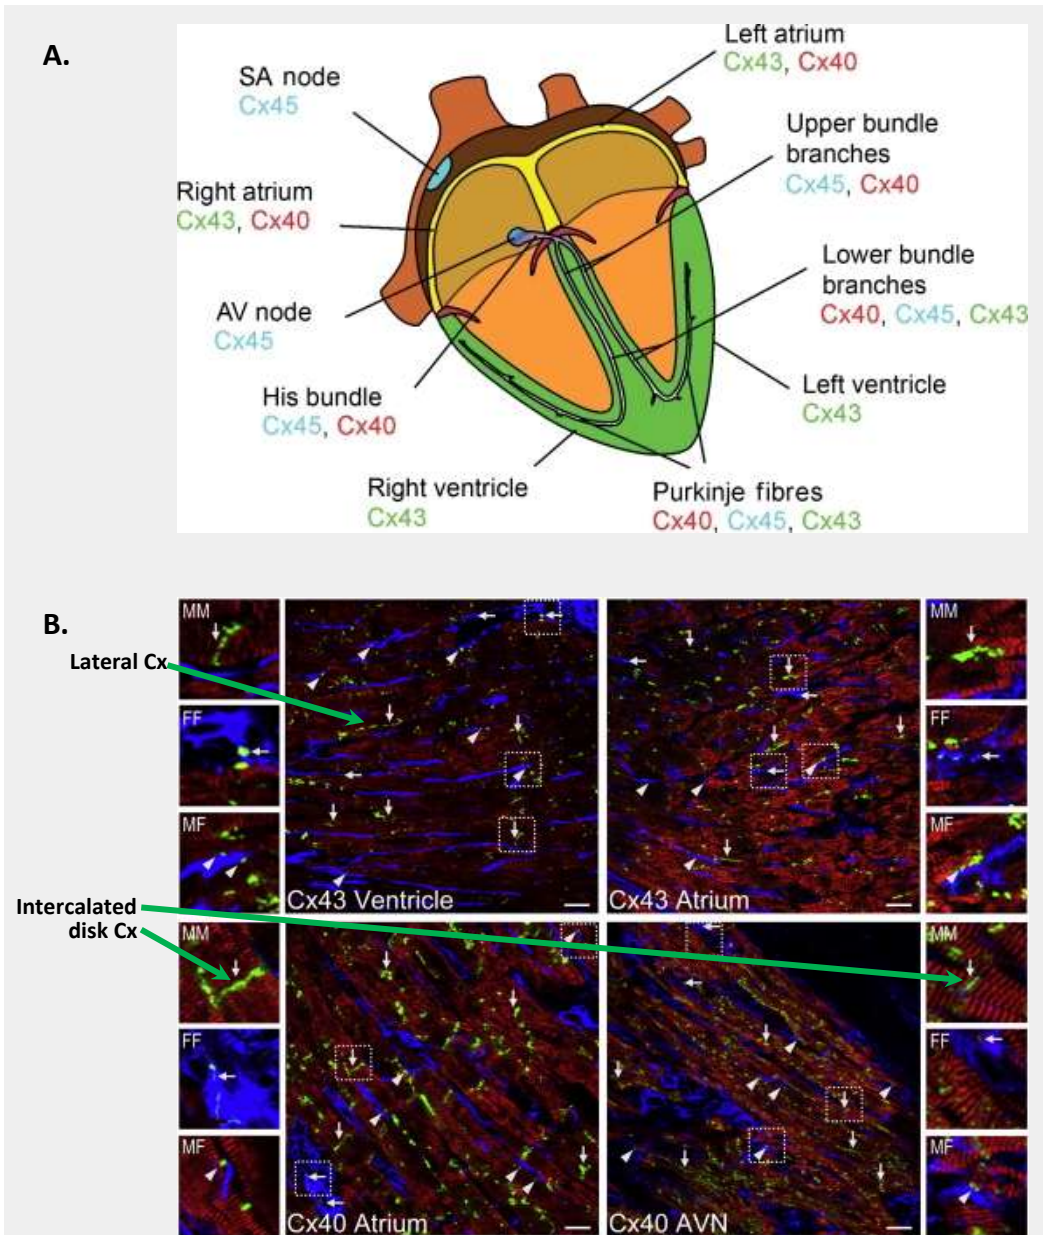 A.
Left atrium
Cx43, Cx40
SA node
Cx45
Upper bundle
branches
Cx45, Cx40
Right atrium
Cx43, Cx40
Lower bundle
branches
Cx40, Cx45, Cx43
AV node
Cx45
Left ventricle
Cx43
His bundle
Cx45, Cx40
Right ventricle
Cx43
Purkinje fibres
Cx40, Cx45, Cx43
B.
Lateral Cx
MM
FF
MF
Cx43 Ventricle
Cx43 Atrium
MM
FF
MF
Intercalated
disk Cx
MM
FF
MF
Cx40 Atrium
Cx40 AVN
MM
FF
MF